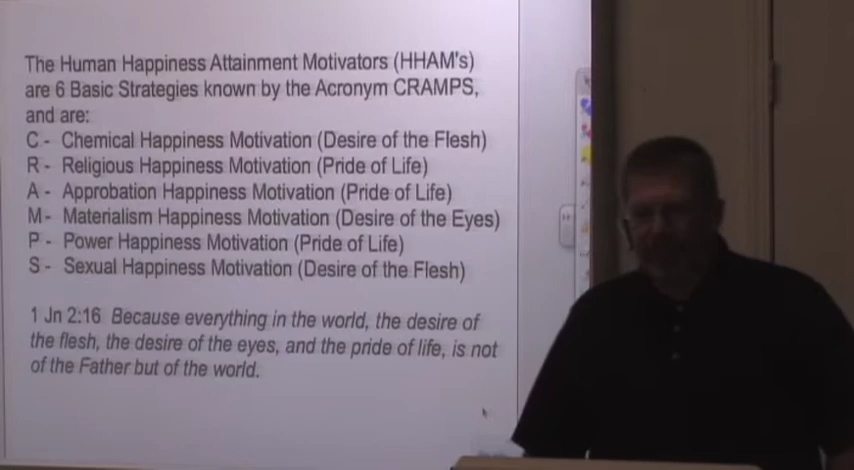 The Human Happiness Attainment Motivators (HHAM's)
are 6 Basic Strategies known by the Acronym CRAMPS,
and are:
C - Chemical Happiness Motivation (Desire of the Flesh)
R - Religious Happiness Motivation (Pride of Life)
A - Approbation Happiness Motivation (Pride of Life)
M - Materialism Happiness Motivation (Desire of the Eyes)
P - Power Happiness Motivation (Pride of Life)
S - Sexual Happiness Motivation (Desire of the Flesh)
1 Jn 2:16 Because everything in the world, the desire of
the flesh, the desire of the eyes, and the pride of life, is not
of the Father but of the world.